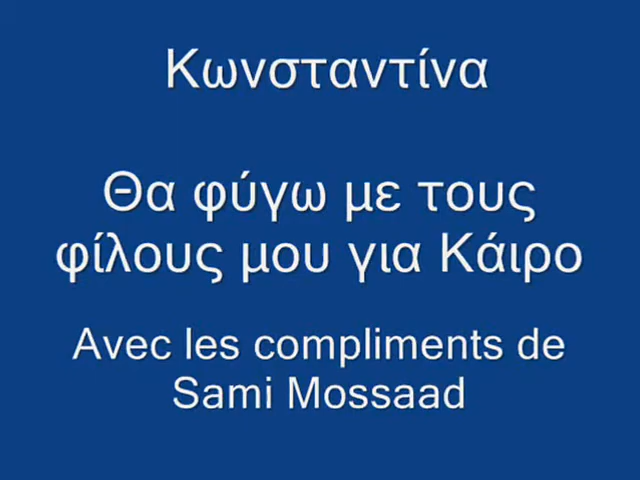 Κωνσταντίνα
Θα φύγω με τους
φίλους μου για Κάιρο
Avec les compliments de
Sami Mossaad